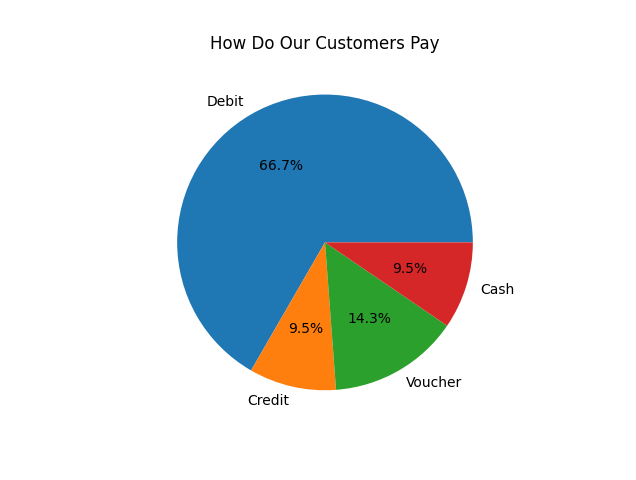 How Do Our Customers Pay
Debit
66.7%
9.5%
Cash
9.5%
14.3%
Voucher
Credit